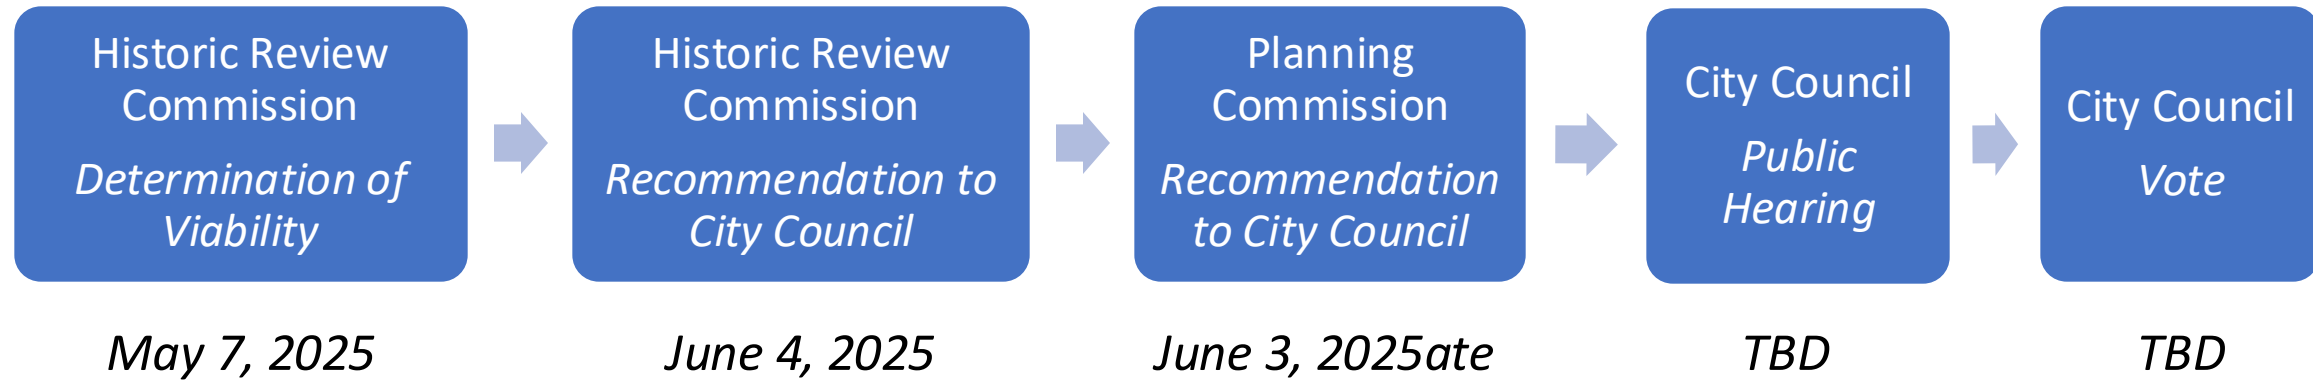 Historic Review
Commission
Determination of
Viability
May 7, 2025
Historic Review
Commission
Recommendation to
City Council
June 4, 2025
Planning
Commission
Recommendation
to City Council
June 3, 2025ate
City Council
Public
Hearing
TBD
City Council
Vote
TBD